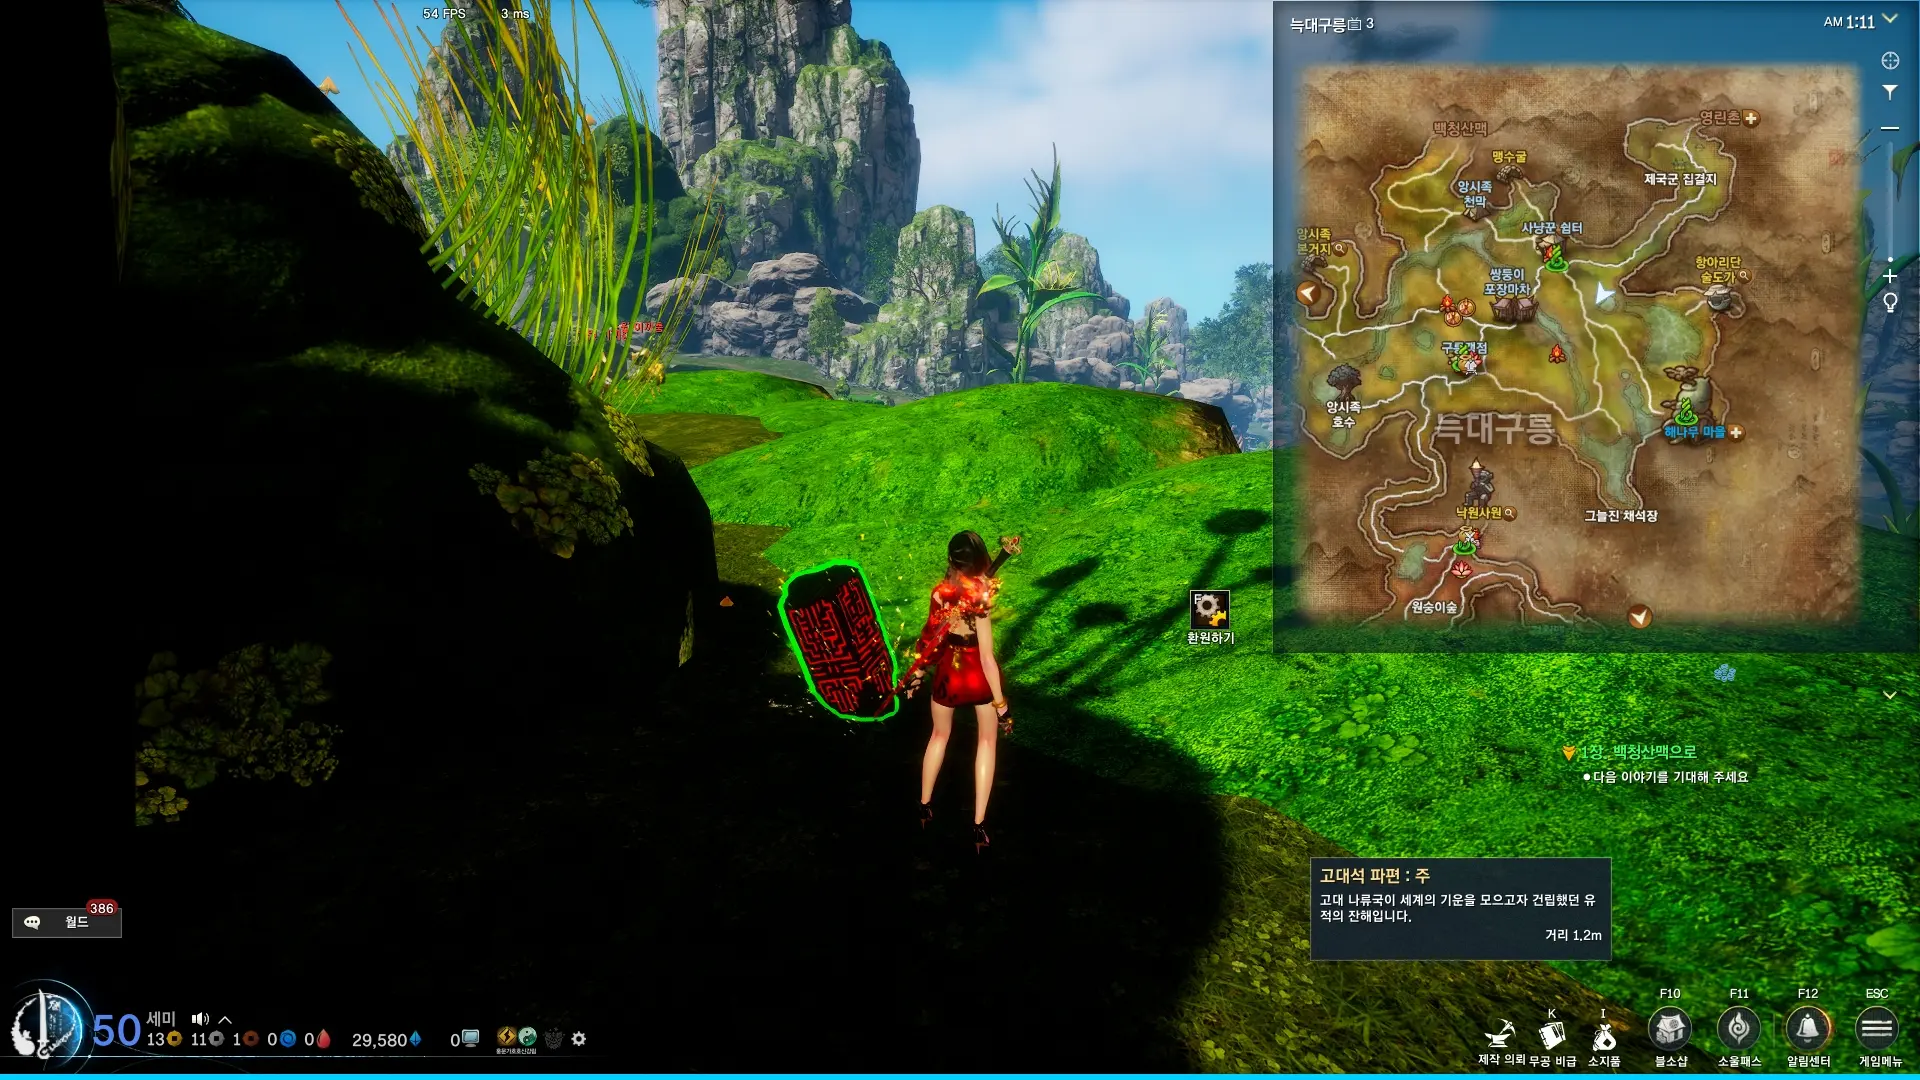 54 FPS 3 ms
늑대구릉 3
AM 1:11
백청산맥
영린촌
맹수굴
제국군 집결지
앙시족
천막
사냥꾼 쉼터
앙시족
본거지
항아리단
술도가
쌍둥이
포장마차
앙시족
호수
늑대구릉
해나루 마을
낙원사원
그늘진 채석장
원숭이숲
F
환원하기
1장. 백청산맥으로
다음 이야기를 기대해 주세요
고대석 파편 : 주
고대 나류국이 세계의 기운을 모으고자 건립했던 유
적의 잔해입니다.
거리 1.2m
386
월드
50 세미
13 11 1 0 0 29,580 0
K I F10 F11 F12 ESC
제작 의뢰 무공 비급 소지품 블소샵 소울패스 알림센터 게임메뉴